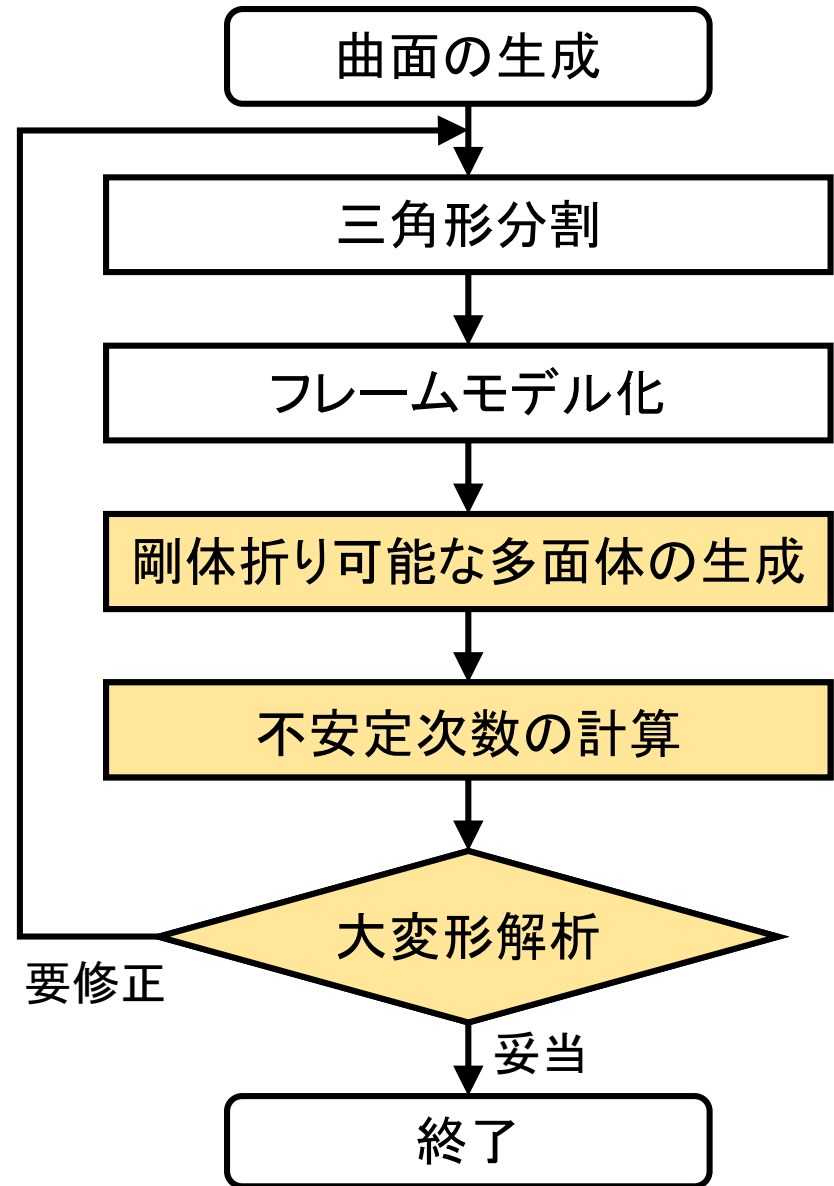 曲面の生成
三角形分割
フレームモデル化
剛体折り可能な多面体の生成
不安定次数の計算
大変形解析
要修正
妥当
終了